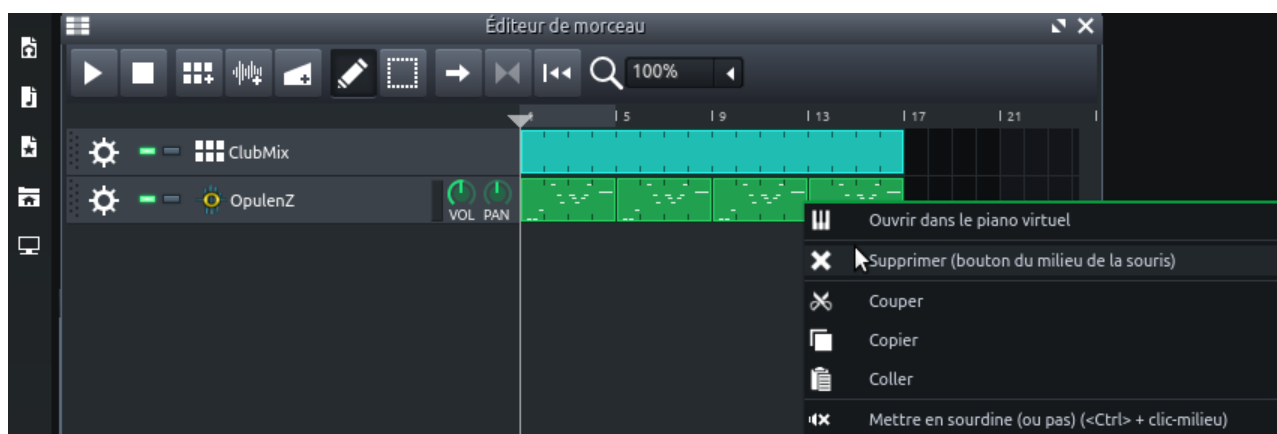 Éditeur de morceau
100%
5 9 13 17 21
ClubMix
OpulenZ
VOL PAN
Ouvrir dans le piano virtuel
Supprimer (bouton du milieu de la souris)
Couper
Copier
Coller
Mettre en sourdine (ou pas) (<Ctrl> + clic-milieu)